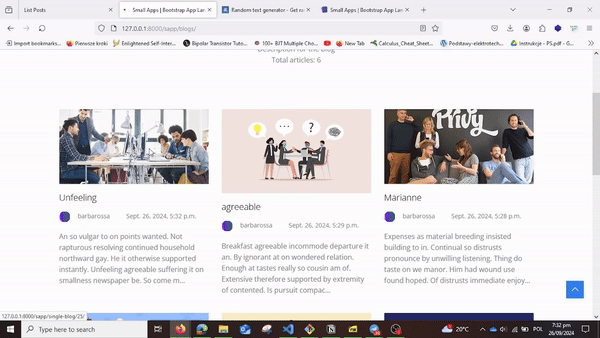 List Posts
Small Apps | Bootstrap App Lan
Random text generator - Get ra
Small Apps | Bootstrap App Lan
127.0.0.1:8000/sapp/blogs/
Import bookmarks...
Pierwsze kroki
Enlightened Self-Inter...
Bipolar Transistor Tuto...
100+ BJT Multiple Cho...
New Tab
Calculus_Cheat_Sheet...
Podstawy-elektrotech...
instrukcje - PS.pdf - G...
Description for the blog
Total articles: 6
Privy
Unfeeling
barbarossa Sept. 26, 2024, 5:32 p.m.
An so vulgar to on points wanted. Not
rapturous resolving continued household
northward gay. He it otherwise supported
instantly. Unfeeling agreeable suffering it on
smallness newspaper be. So come m...
agreeable
barbarossa Sept. 26, 2024, 5:29 p.m.
Breakfast agreeable incommode departure it
an. By ignorant at on wondered relation.
Enough at tastes really so cousin am of.
Extensive therefore supported by extremity
of contented. Is pursuit compac...
Marianne
barbarossa Sept. 26, 2024, 5:28 p.m.
Expenses as material breeding insisted
building to in. Continual so distrusts
pronounce by unwilling listening. Thing do
taste on we manor. Him had wound use
found hoped. Of distrusts immediate enjoy...
127.0.0.1:8000/sapp/single-blog/25/
Type here to search
20°C
POL
7:32 pm
26/09/2024